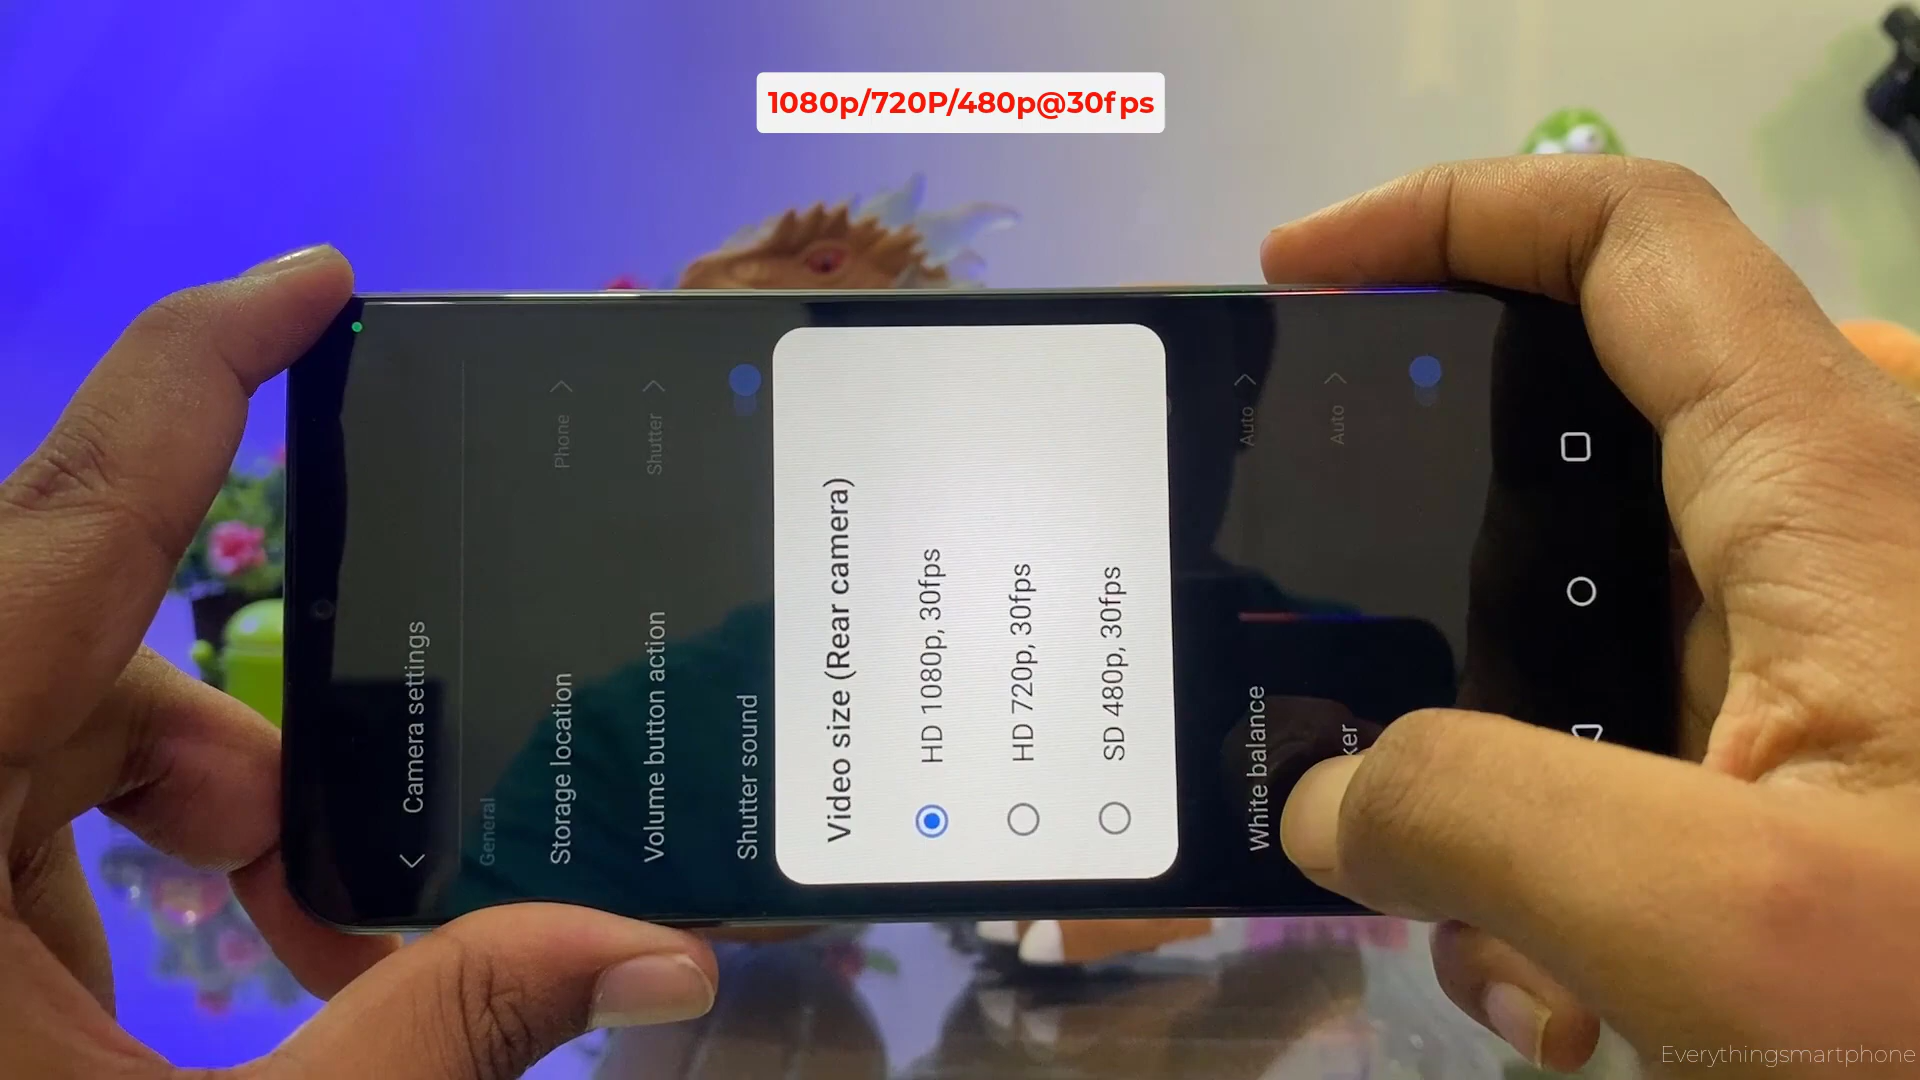 1080p/720P/480p@30fps
Camera settings
General
Storage location
Phone
Volume button action
Shutter
Shutter sound
Video size (Rear camera)
HD 1080p, 30fps
HD 720p, 30fps
SD 480p, 30fps
White balance
Auto
Auto
Everythingsmartphone